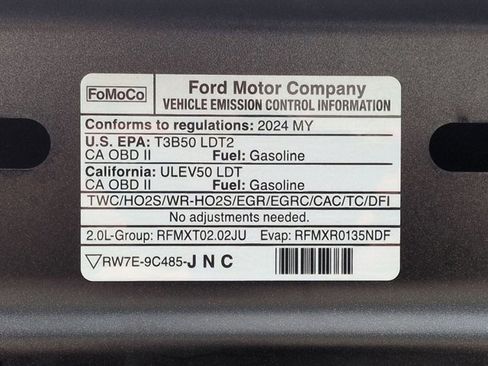 FoMoCo
Ford Motor Company
VEHICLE EMISSION CONTROL INFORMATION
Conforms to regulations: 2024 MY
U.S. EPA: T3B50 LDT2
CA OBD II Fuel: Gasoline
California: ULEV50 LDT
CA OBD II Fuel: Gasoline
TWC/HO2S/WR-HO2S/EGR/EGRC/CAC/TC/DFI
No adjustments needed.
2.0L-Group: RFMXT02.02JU Evap: RFMXR0135NDF
▽RW7E-9C485-J N C